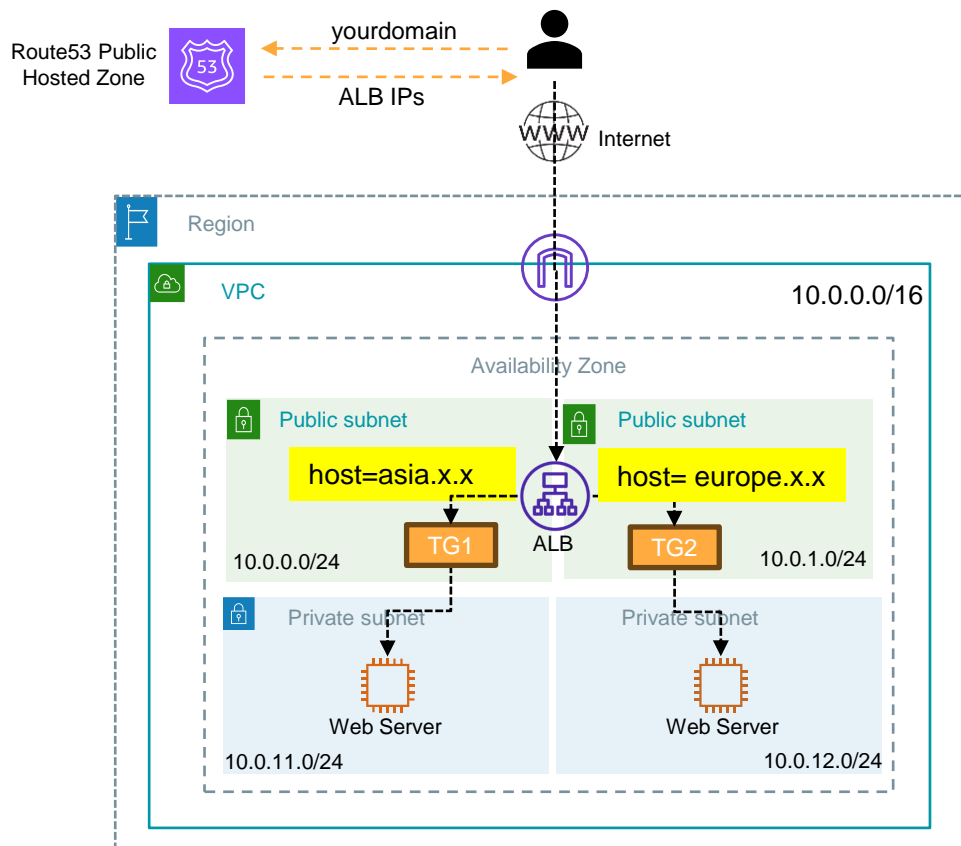 yourdomain
Route53 Public
Hosted Zone
53
ALB IPs
WWW
Internet
Region
VPC
10.0.0.0/16
Availability Zone
Public subnet
Public subnet
host=asia.x.x
host= europe.x.x
TG1
ALB
TG2
10.0.0.0/24
10.0.1.0/24
Private subnet
Private subnet
Web Server
Web Server
10.0.11.0/24
10.0.12.0/24